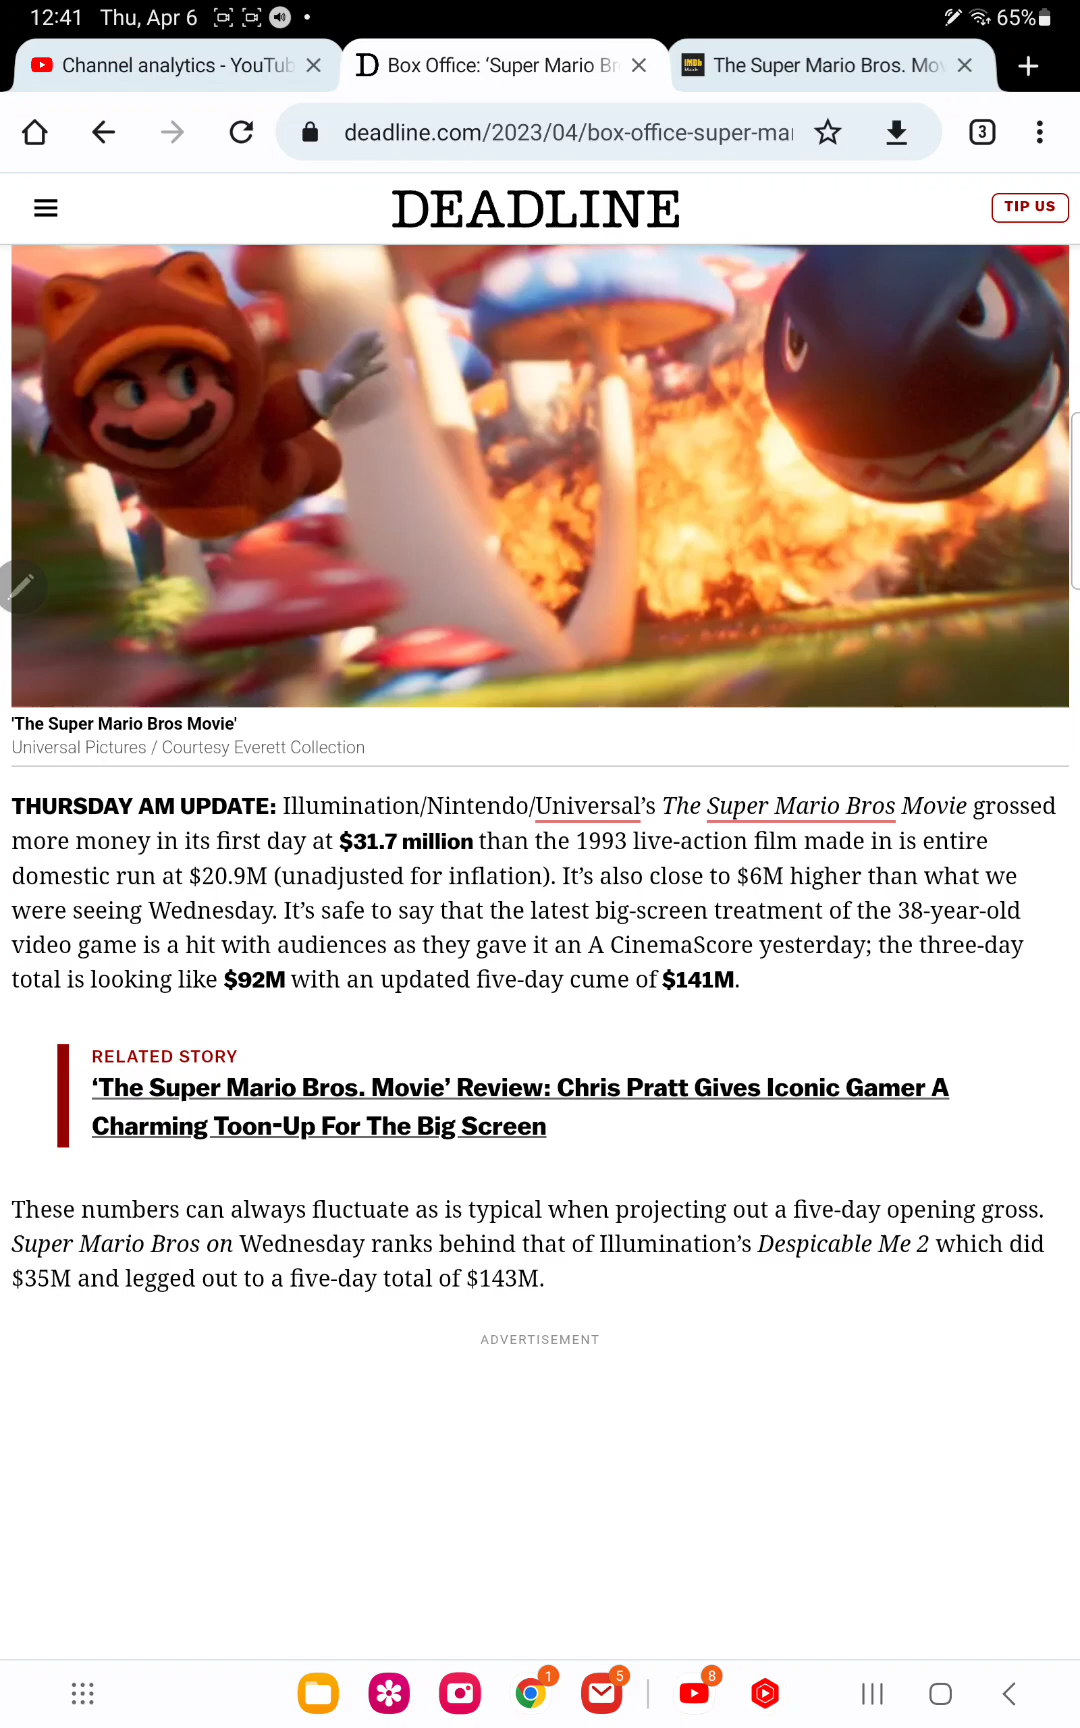 12:41 Thu, Apr 6 65%
Channel analytics - YouTub
D Box Office: ‘Super Mario Br
IMDb The Super Mario Bros. Mov
deadline.com/2023/04/box-office-super-mar
3
DEADLINE
TIP US
'The Super Mario Bros Movie'
Universal Pictures / Courtesy Everett Collection
THURSDAY AM UPDATE: Illumination/Nintendo/Universal’s The Super Mario Bros Movie grossed
more money in its first day at $31.7 million than the 1993 live-action film made in is entire
domestic run at $20.9M (unadjusted for inflation). It’s also close to $6M higher than what we
were seeing Wednesday. It’s safe to say that the latest big-screen treatment of the 38-year-old
video game is a hit with audiences as they gave it an A CinemaScore yesterday; the three-day
total is looking like $92M with an updated five-day cume of $141M.
RELATED STORY
‘The Super Mario Bros. Movie’ Review: Chris Pratt Gives Iconic Gamer A
Charming Toon-Up For The Big Screen
These numbers can always fluctuate as is typical when projecting out a five-day opening gross.
Super Mario Bros on Wednesday ranks behind that of Illumination’s Despicable Me 2 which did
$35M and legged out to a five-day total of $143M.
ADVERTISEMENT
1 5 8